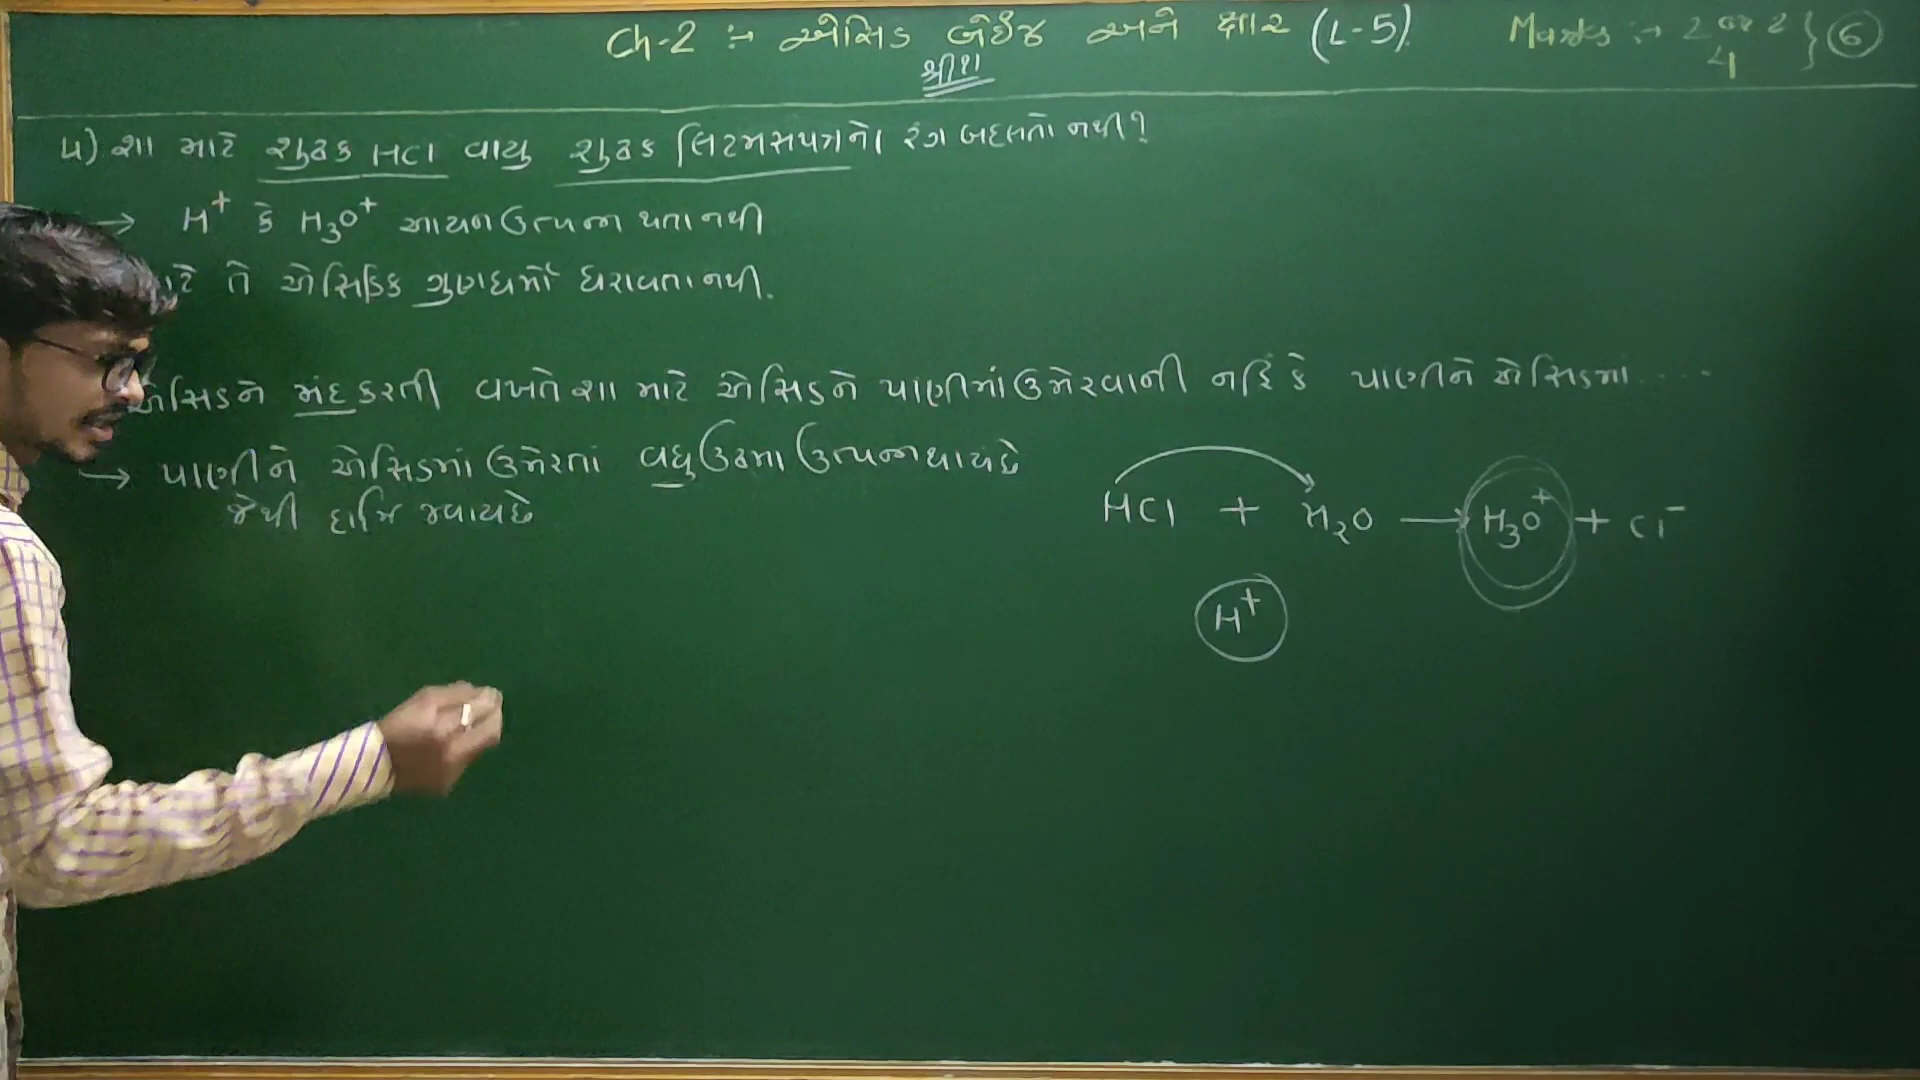 Ch-2 :- એસિડ બેઈજ અને ક્ષાર (L-5)
Marks :- 2 or 2
4 } ⑥
૫) શા માટે શુષ્ક HCl વાયુ શુષ્ક લિટમસપત્રનો રંગ બદલતો નથી?
→ H⁺ કે H₃O⁺ આયન ઉત્પન્ન થતા નથી
તે એસિડિક ગુણધર્મો ધરાવતા નથી.
એસિડને મંદ કરતી વખતે શા માટે એસિડને પાણીમાં ઉમેરવાની નહિં કે પાણીને એસિડમાં.....
→ પાણીને એસિડમાં ઉમેરતાં વધુ ઉષ્મા ઉત્પન્ન થાય છે
જેથી
HCl + H₂O → H₃O⁺ + Cl⁻
H⁺